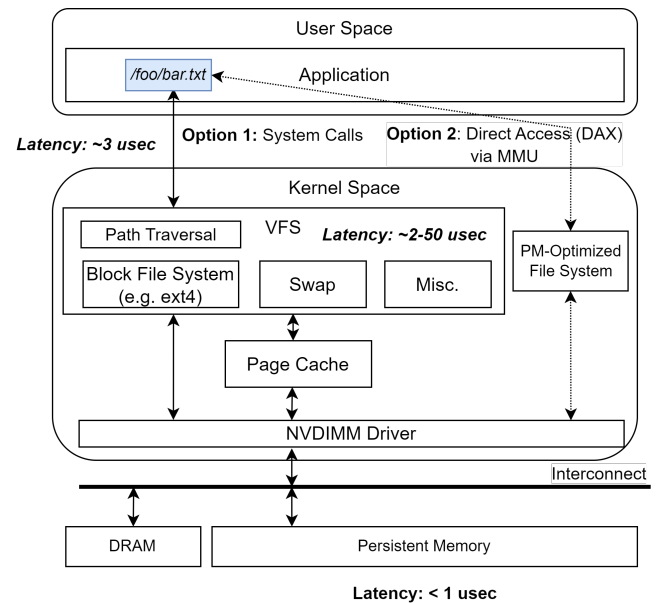 User Space
/foo/bar.txt
Application
Latency: ~3 usec
Option 1: System Calls
Option 2: Direct Access (DAX)
via MMU
Kernel Space
Path Traversal
VFS
Latency: ~2-50 usec
Block File System
(e.g. ext4)
Swap
Misc.
PM-Optimized
File System
Page Cache
NVDIMM Driver
Interconnect
DRAM
Persistent Memory
Latency: < 1 usec